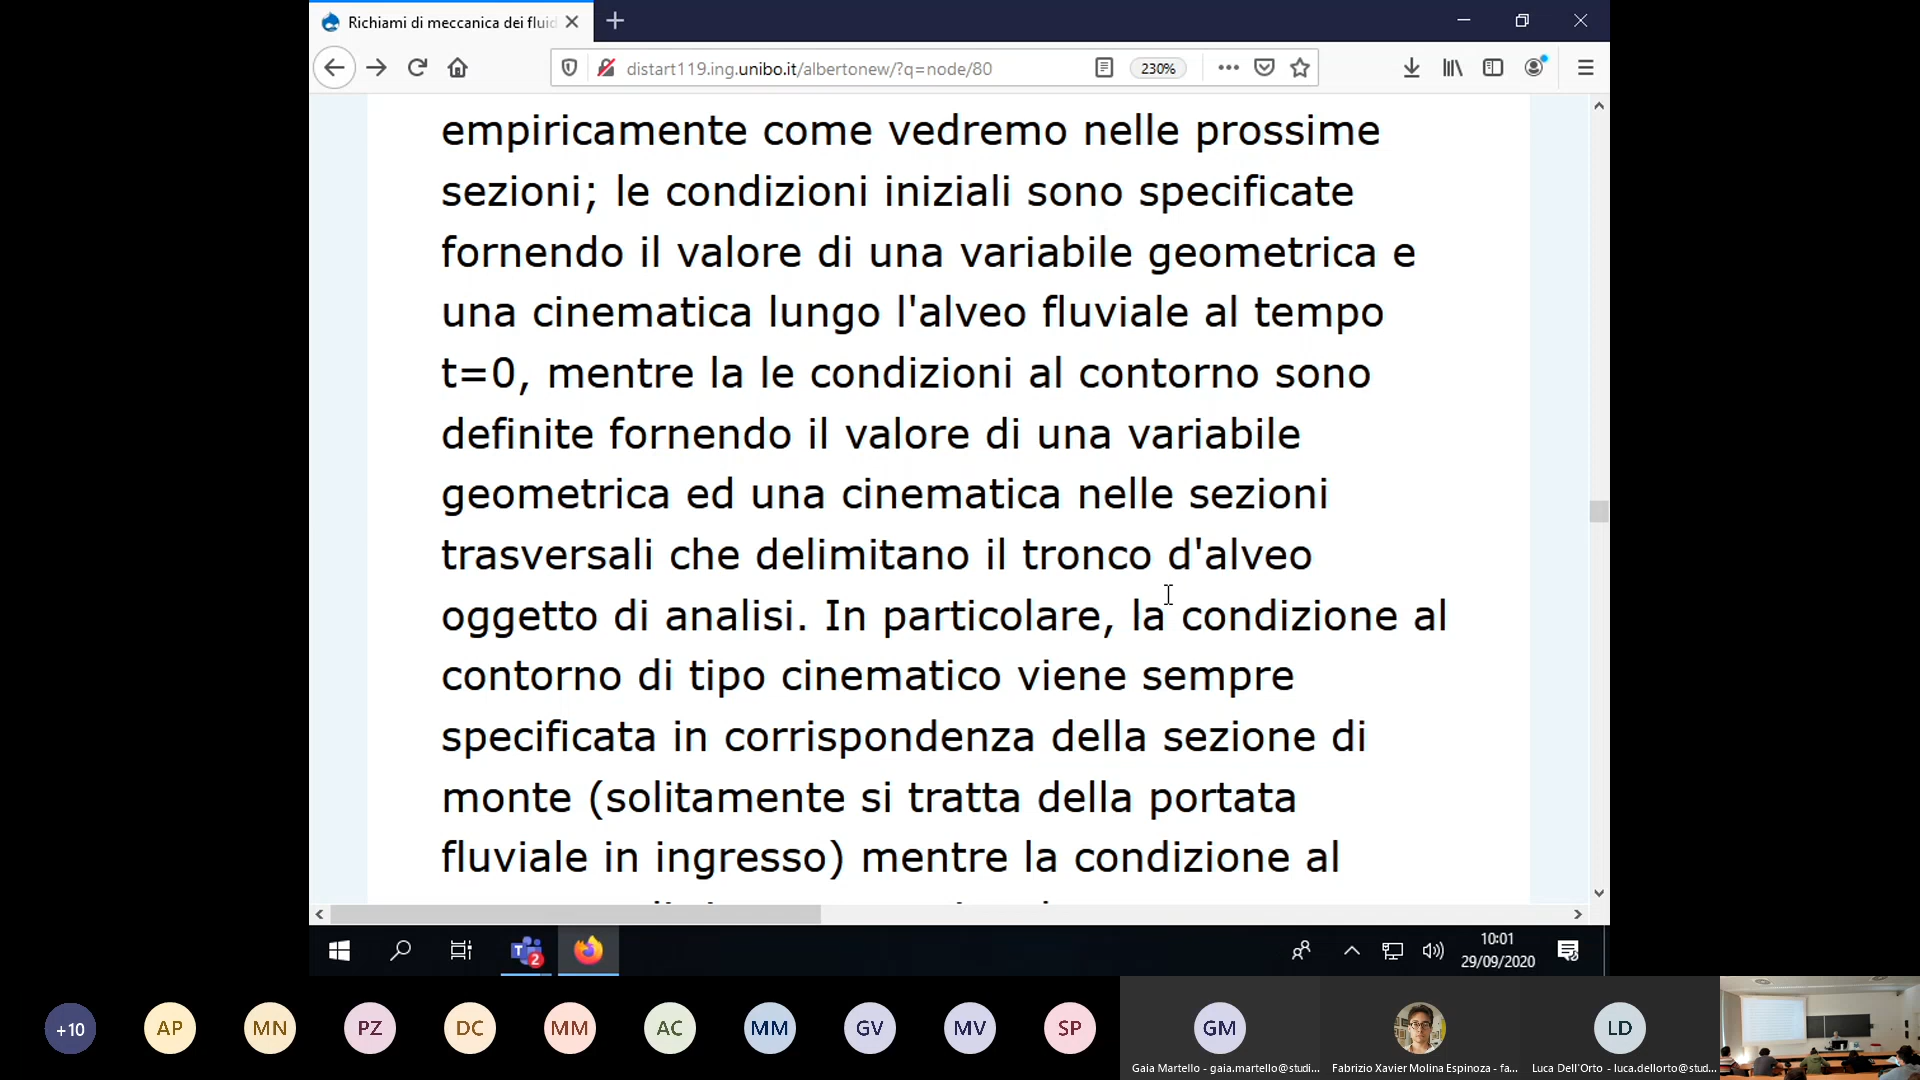 Richiami di meccanica dei fluid
distart119.ing.unibo.it/albertonew/?q=node/80
230%
empiricamente come vedremo nelle prossime
sezioni; le condizioni iniziali sono specificate
fornendo il valore di una variabile geometrica e
una cinematica lungo l'alveo fluviale al tempo
t=0, mentre la le condizioni al contorno sono
definite fornendo il valore di una variabile
geometrica ed una cinematica nelle sezioni
trasversali che delimitano il tronco d'alveo
oggetto di analisi. In particolare, la condizione al
contorno di tipo cinematico viene sempre
specificata in corrispondenza della sezione di
monte (solitamente si tratta della portata
fluviale in ingresso) mentre la condizione al
T 2
10:01
29/09/2020
+10 AP MN PZ DC MM AC MM GV MV SP GM LD
Gaia Martello - gaia.martello@studi... Fabrizio Xavier Molina Espinoza - fa... Luca Dell'Orto - luca.dellorto@stud...